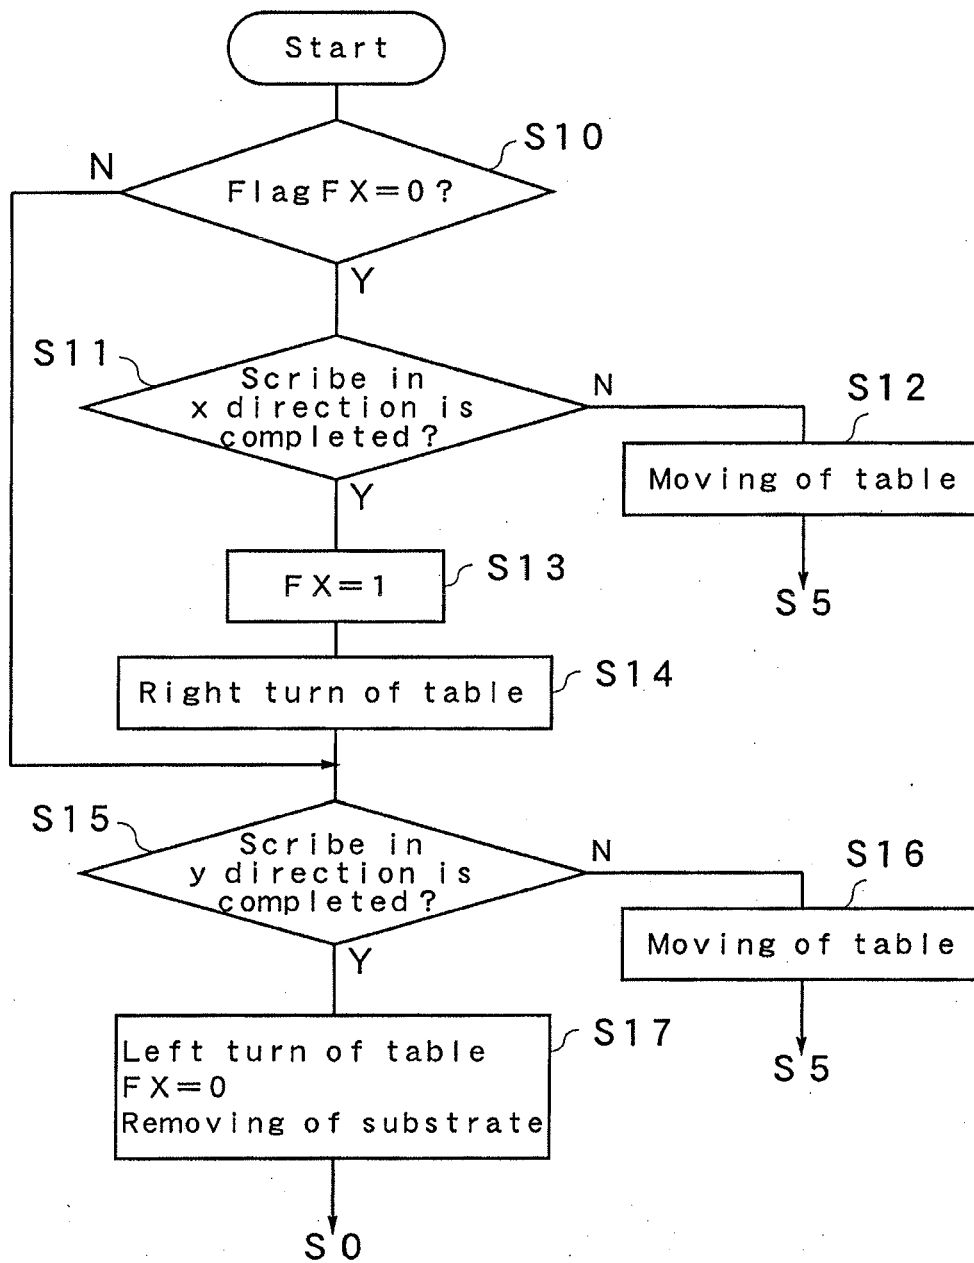 Start
S10
N
Flag FX=0?
Y
S11
Scribe in
x direction is
completed?
N
S12
Moving of table
Y
S5
S13
FX=1
S14
Right turn of table
S15
Scribe in
y direction is
completed?
N
S16
Moving of table
Y
S5
S17
Left turn of table
FX=0
Removing of substrate
S0